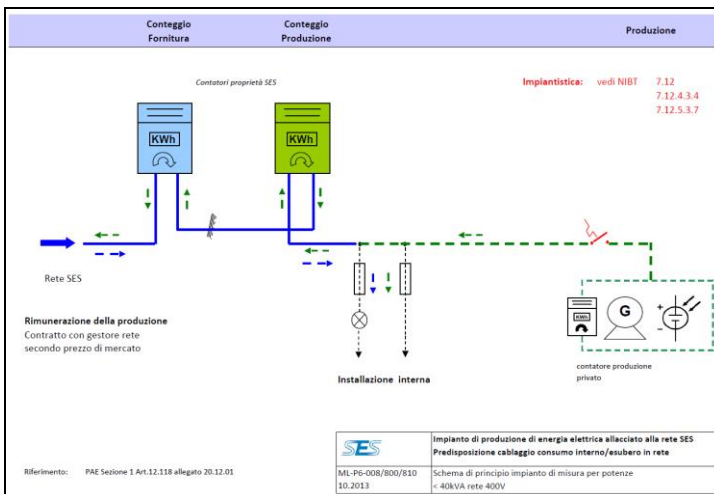 Conteggio
Fornitura
Conteggio
Produzione
Produzione
Contatori proprietà SES
Impiantistica: vedi NIBT 7.12
7.12.4.3.4
7.12.5.3.7
KWh
KWh
Rete SES
Rimunerazione della produzione
Contratto con gestore rete
secondo prezzo di mercato
KWh
G
+
−
contatore produzione
privato
Installazione interna
SES
Impianto di produzione di energia elettrica allacciato alla rete SES
Predisposizione cablaggio consumo interno/esubero in rete
Riferimento: PAE Sezione 1 Art.12.118 allegato 20.12.01
ML-P6-008/800/810
10.2013
Schema di principio impianto di misura per potenze
< 40kVA rete 400V